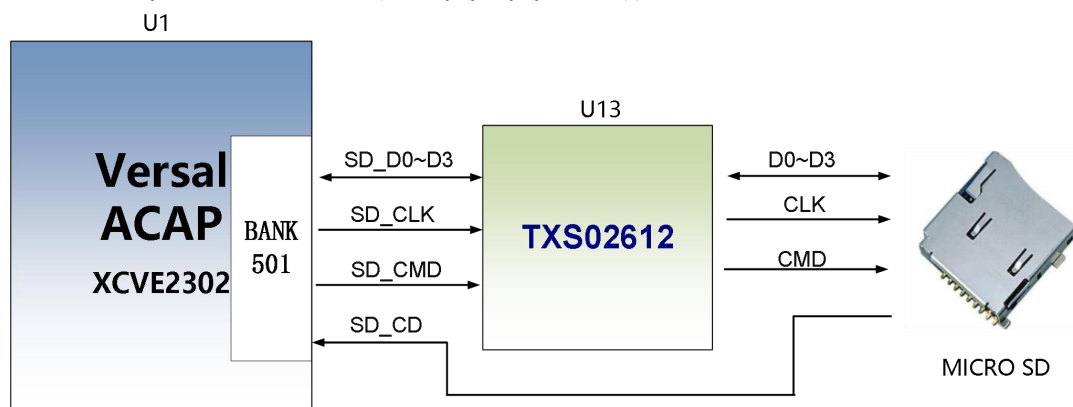 U1
U13
Versal
ACAP
XCVE2302
BANK
501
SD_D0~D3
SD_CLK
SD_CMD
SD_CD
TXS02612
D0~D3
CLK
CMD
MICRO SD